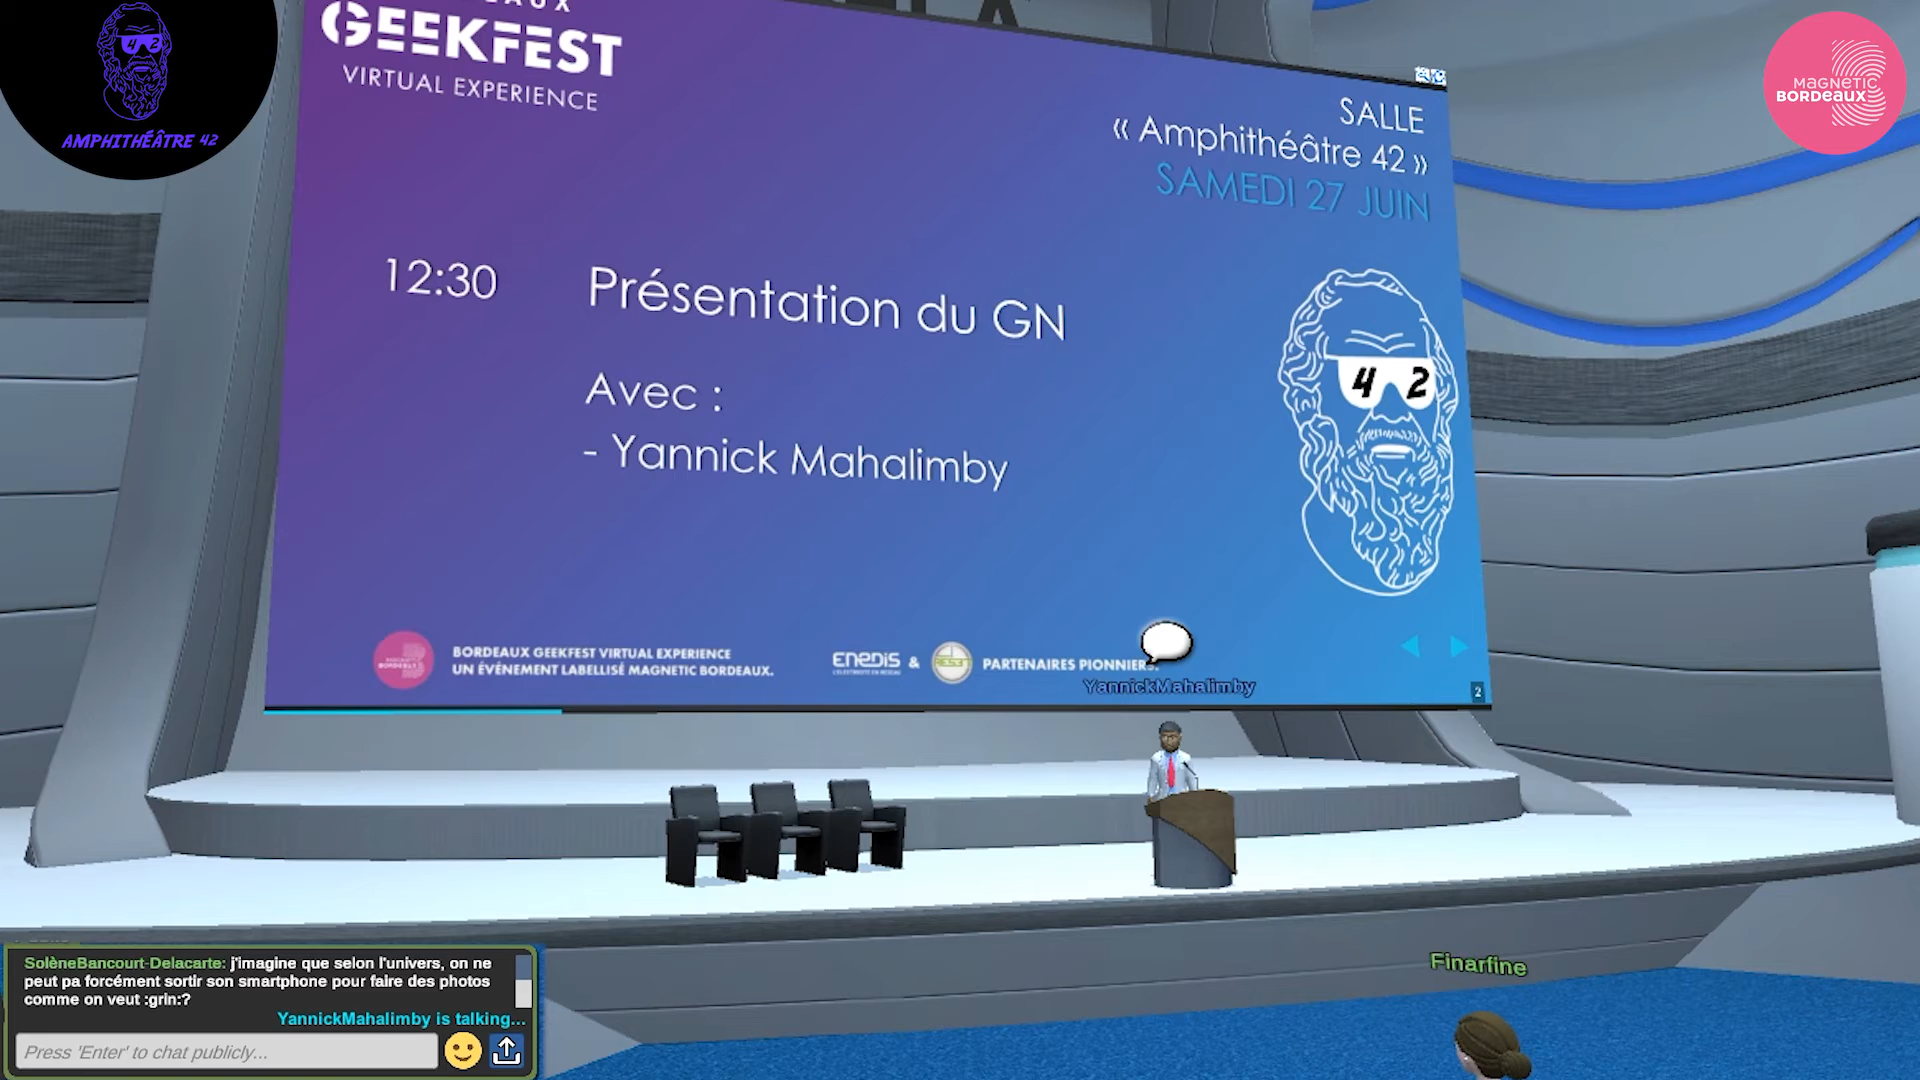 GEEKFEST
VIRTUAL EXPERIENCE
42
AMPHITHÉÂTRE 42
MAGNETIC
BORDEAUX
SALLE
« Amphithéâtre 42 »
SAMEDI 27 JUIN
12:30
Présentation du GN
Avec :
- Yannick Mahalimby
4 2
BORDEAUX GEEKFEST VIRTUAL EXPERIENCE
UN ÉVÉNEMENT LABELLISÉ MAGNETIC BORDEAUX.
ENEDIS &
PARTENAIRES PIONNIERS.
YannickMahalimby
2
Finarfine
SolèneBancourt-Delacarte: j'imagine que selon l'univers, on ne
peut pa forcément sortir son smartphone pour faire des photos
comme on veut :grin:?
YannickMahalimby is talking...
Press 'Enter' to chat publicly...